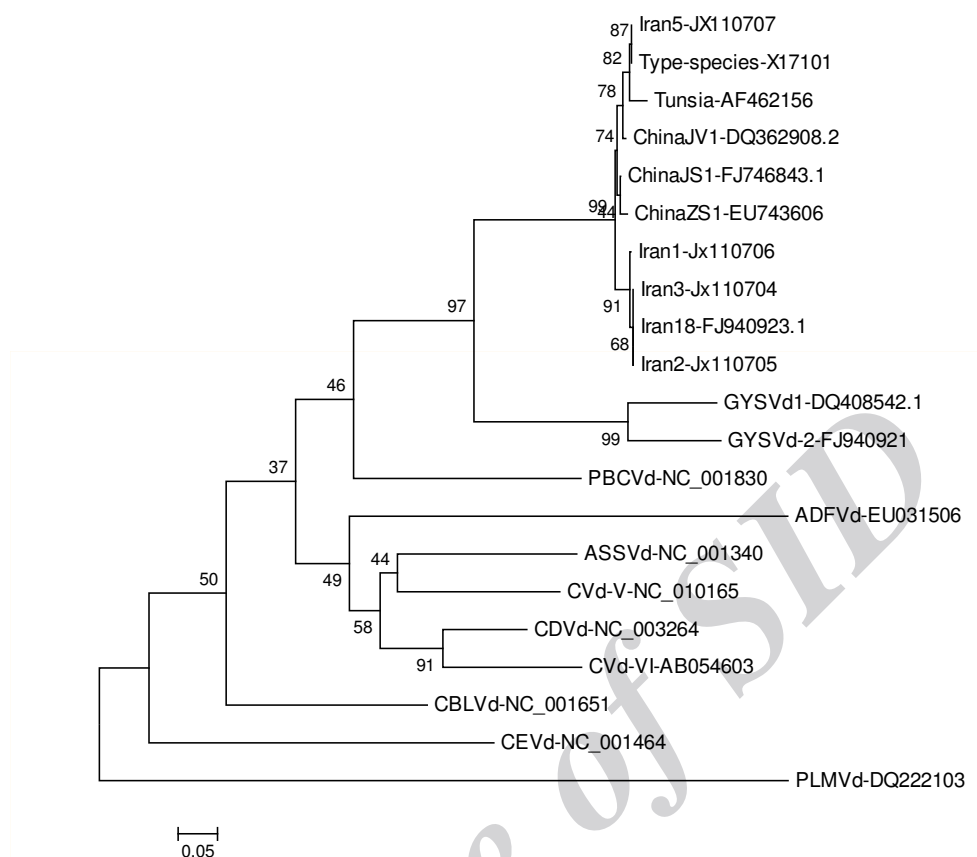 87
Iran5-JX110707
82
Type-species-X17101
78
Tunsia-AF462156
74
ChinaJV1-DQ362908.2
ChinaJS1-FJ746843.1
99
44
ChinaZS1-EU743606
Iran1-Jx110706
Iran3-Jx110704
91
Iran18-FJ940923.1
68
Iran2-Jx110705
97
46
GYSVd1-DQ408542.1
99
GYSVd-2-FJ940921
37
PBCVd-NC_001830
ADFVd-EU031506
44
ASSVd-NC_001340
50
49
CVd-V-NC_010165
58
CDVd-NC_003264
91
CVd-VI-AB054603
CBLVd-NC_001651
CEVd-NC_001464
PLMVd-DQ222103
0.05
e of SID